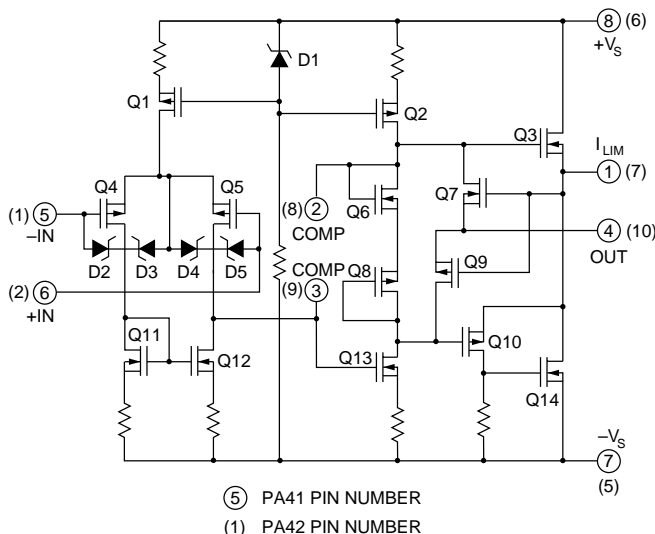 8 (6)
+VS
D1
Q1
Q2
Q3
ILIM
1 (7)
Q4
Q5
Q7
(1) 5
–IN
(8) 2
COMP
Q6
4 (10)
OUT
D2 D3 D4 D5
COMP
(9) 3
Q8
Q9
(2) 6
+IN
Q11
Q12
Q13
Q10
Q14
–VS
7
(5)
5 PA41 PIN NUMBER
(1) PA42 PIN NUMBER